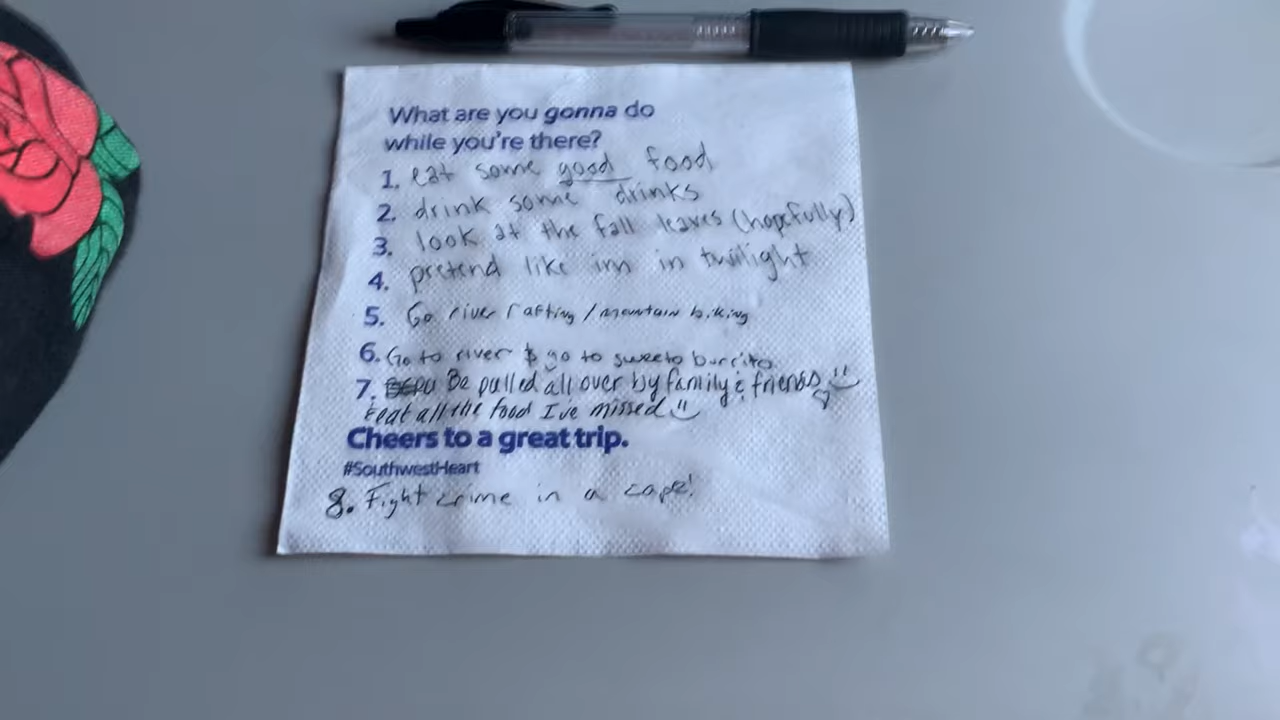 What are you gonna do
while you're there?
1. eat some good food
2. drink some drinks
3. look at the fall leaves (hopefully)
4. pretend like im in twilight
5. Go river rafting / mountain biking
6. Go to river & go to sweeto burrito
7. Be pulled all over by family & friends
& eat all the food I've missed
Cheers to a great trip.
#SouthwestHeart
8. Fight crime in a cape!